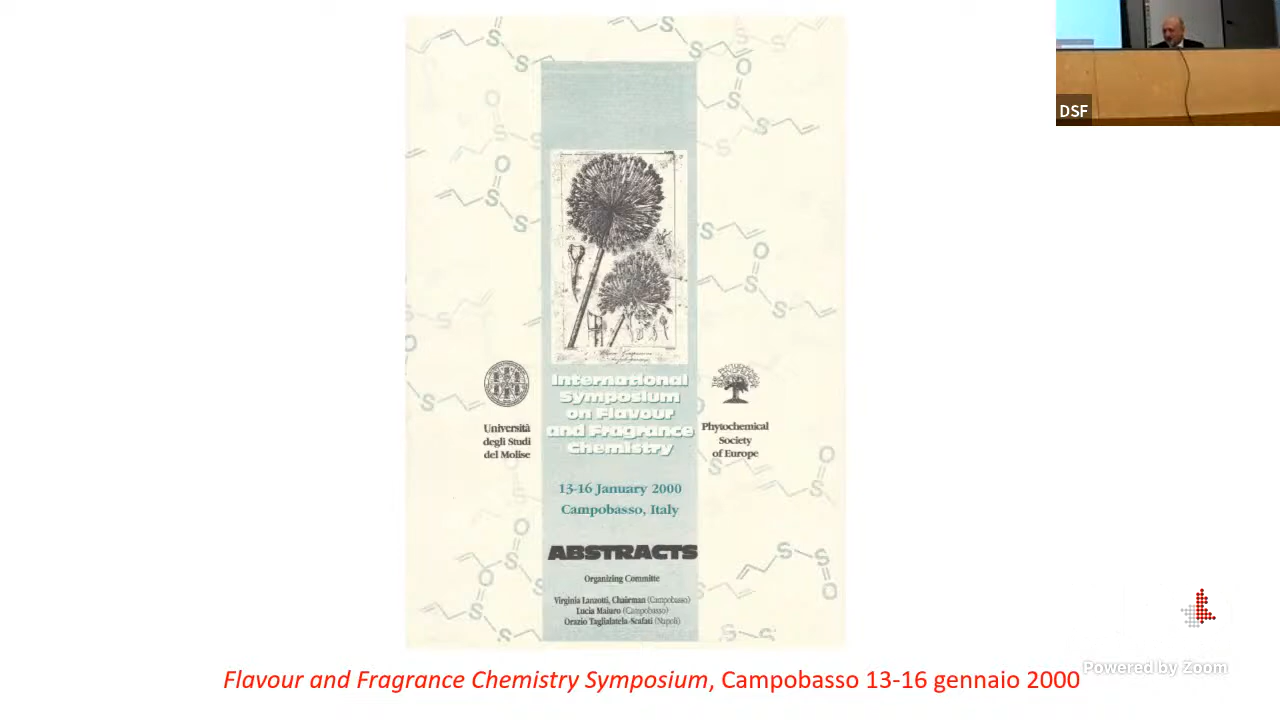 DSF
International
Symposium
on Flavour
and Fragrance
Chemistry
Università
degli Studi
del Molise
Phytochemical
Society
of Europe
13-16 January 2000
Campobasso, Italy
ABSTRACTS
Organizing Committe
Virginia Lanzotti, Chairman (Campobasso)
Lucia Maiuro (Campobasso)
Orazio Taglialatela-Scafati (Napoli)
Powered by Zoom
Flavour and Fragrance Chemistry Symposium, Campobasso 13-16 gennaio 2000